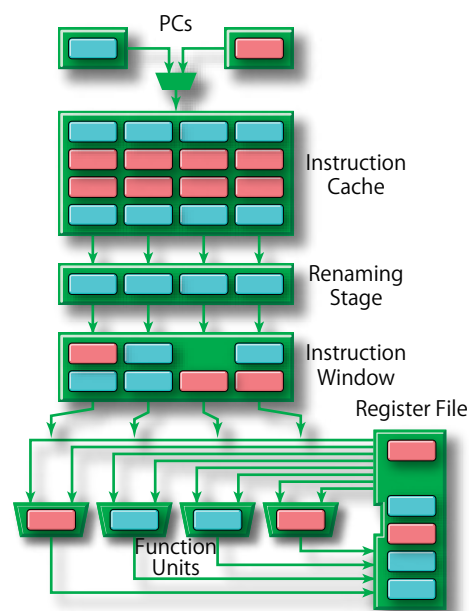 PCs
Instruction
Cache
Renaming
Stage
Instruction
Window
Register File
Function
Units